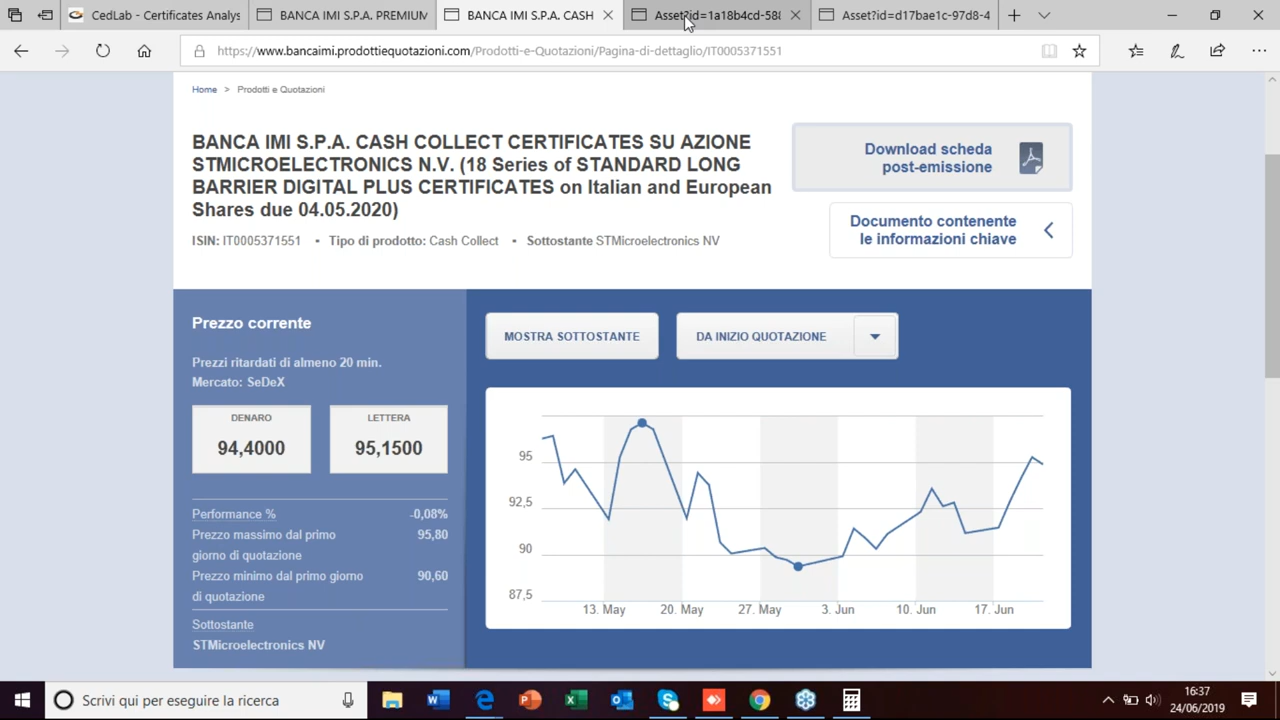 CedLab - Certificates Analys
BANCA IMI S.P.A. PREMIUM
BANCA IMI S.P.A. CASH
Asset?id=1a18b4cd-58
Asset?id=d17bae1c-97d8-4
https://www.bancaimi.prodottiequotazioni.com/Prodotti-e-Quotazioni/Pagina-di-dettaglio/IT0005371551
Home > Prodotti e Quotazioni
BANCA IMI S.P.A. CASH COLLECT CERTIFICATES SU AZIONE
STMICROELECTRONICS N.V. (18 Series of STANDARD LONG
BARRIER DIGITAL PLUS CERTIFICATES on Italian and European
Shares due 04.05.2020)
ISIN: IT0005371551 • Tipo di prodotto: Cash Collect • Sottostante STMicroelectronics NV
Download scheda
post-emissione
Documento contenente
le informazioni chiave
Prezzo corrente
Prezzi ritardati di almeno 20 min.
Mercato: SeDeX
DENARO
94,4000
LETTERA
95,1500
Performance % -0,08%
Prezzo massimo dal primo 95,80
giorno di quotazione
Prezzo minimo dal primo giorno 90,60
di quotazione
Sottostante
STMicroelectronics NV
MOSTRA SOTTOSTANTE
DA INIZIO QUOTAZIONE
95
92,5
90
87,5
13. May 20. May 27. May 3. Jun 10. Jun 17. Jun
Scrivi qui per eseguire la ricerca
16:37
24/06/2019